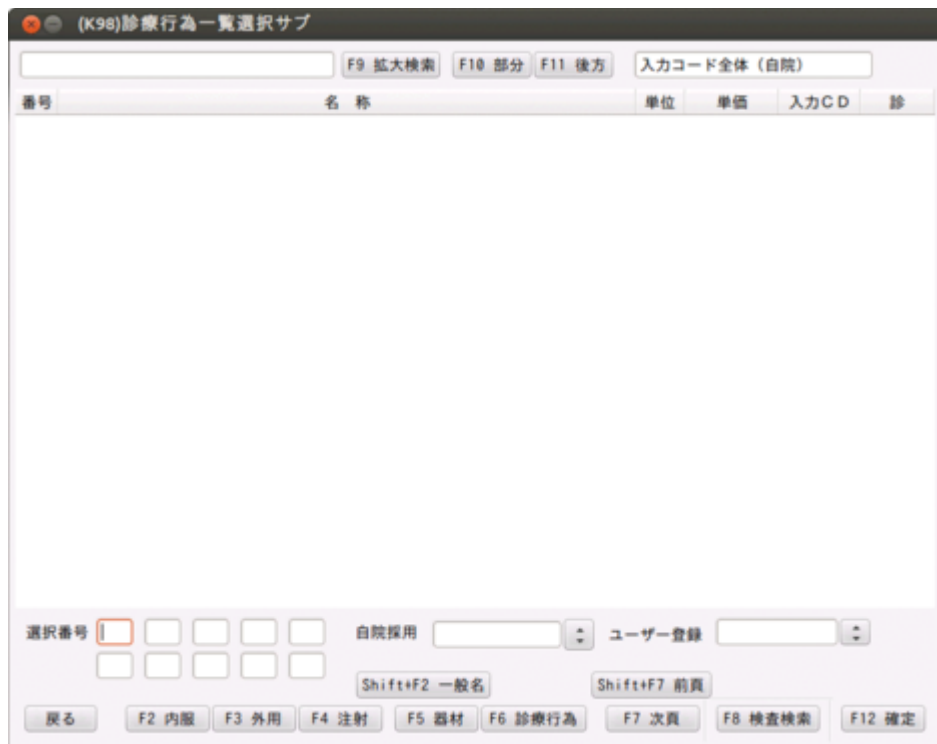 (K98)診療行為一覧選択サブ
F9 拡大検索 F10 部分 F11 後方 入力コード全体（自院）
番号 名 称 単位 単価 入力CD 診
選択番号 自院採用 ユーザー登録
Shift+F2 一般名 Shift+F7 前頁
戻る F2 内服 F3 外用 F4 注射 F5 器材 F6 診療行為 F7 次頁 F8 検査検索 F12 確定